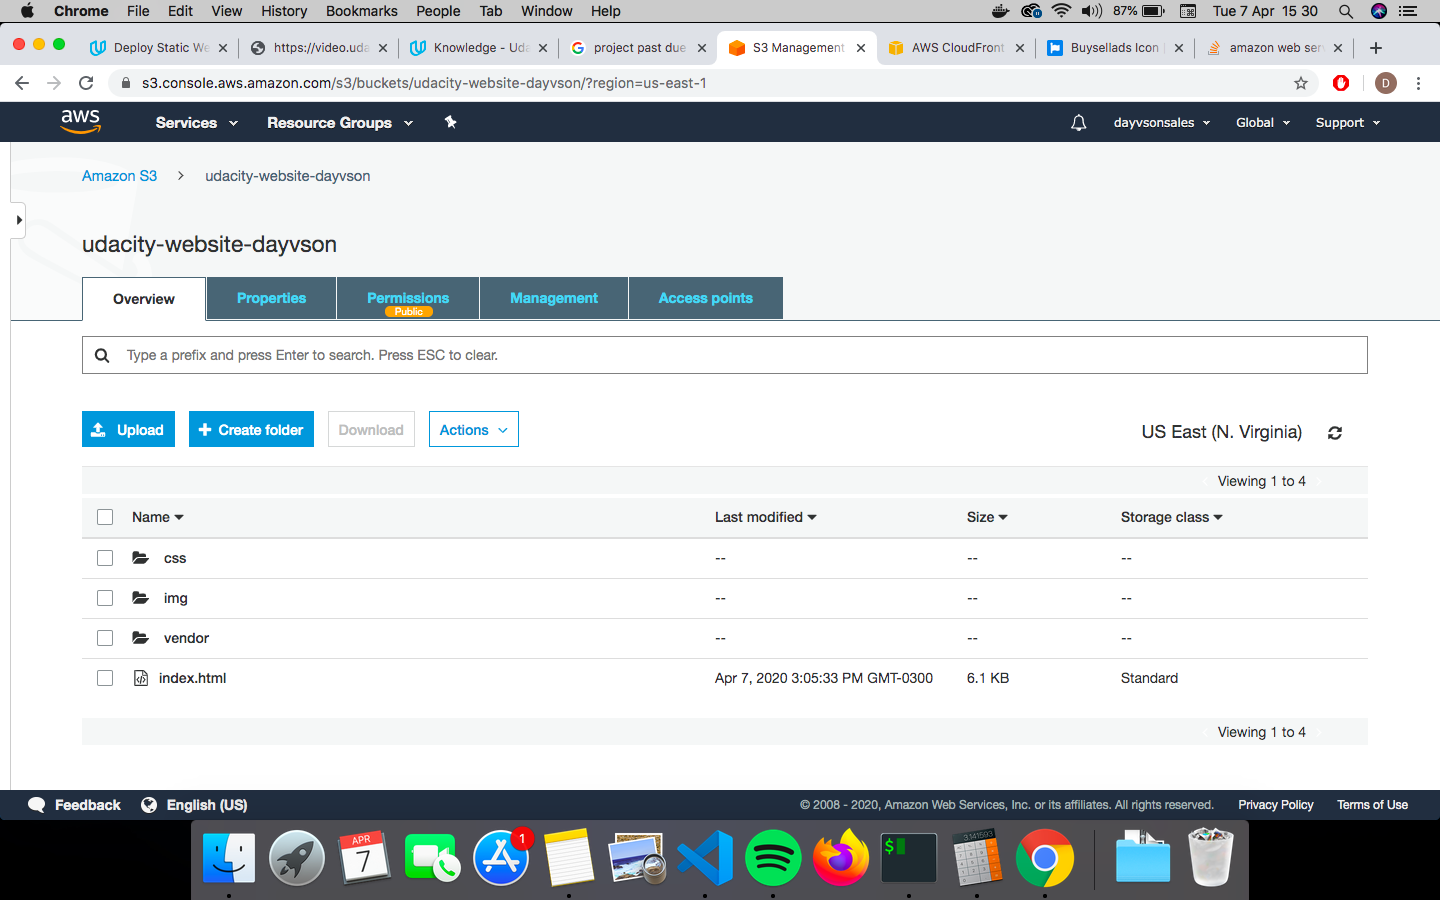 Chrome File Edit View History Bookmarks People Tab Window Help 87% Tue 7 Apr 15 30
Deploy Static We
https://video.uda
Knowledge - Uda
project past due
S3 Management
AWS CloudFront
Buysellads Icon
amazon web serv
s3.console.aws.amazon.com/s3/buckets/udacity-website-dayvson/?region=us-east-1 D
aws Services Resource Groups dayvsonsales Global Support
Amazon S3 > udacity-website-dayvson
udacity-website-dayvson
Overview Properties Permissions Management Access points
Public
Type a prefix and press Enter to search. Press ESC to clear.
Upload + Create folder Download Actions US East (N. Virginia)
Viewing 1 to 4
Name Last modified Size Storage class
css -- -- --
img -- -- --
vendor -- -- --
index.html Apr 7, 2020 3:05:33 PM GMT-0300 6.1 KB Standard
Viewing 1 to 4
Feedback English (US) © 2008 - 2020, Amazon Web Services, Inc. or its affiliates. All rights reserved. Privacy Policy Terms of Use
APR
7
1
$
3.141593